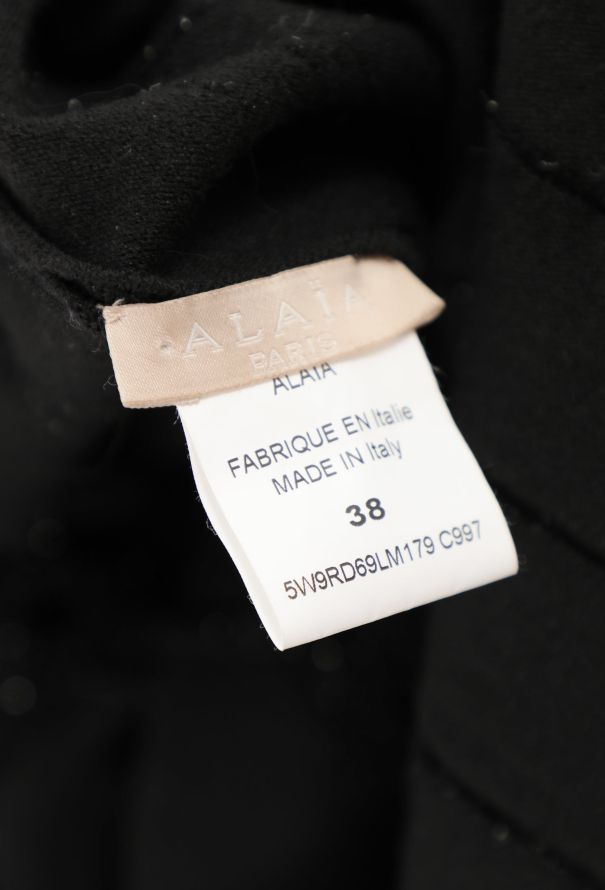 ALAÏA
PARIS
ALAIA
FABRIQUE EN Italie
MADE IN Italy
38
5W9RD69LM179 C997